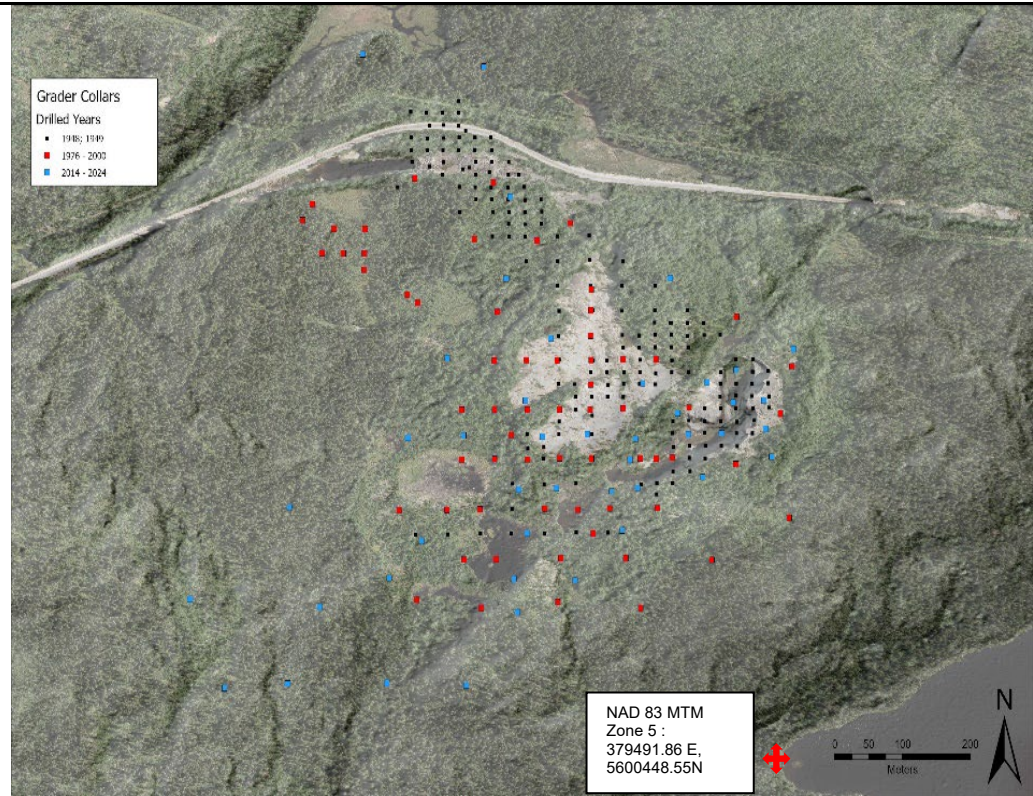 Grader Collars
Drilled Years
1948; 1949
1976 - 2000
2014 - 2024
NAD 83 MTM
Zone 5 :
379491.86 E,
5600448.55N
N
0 50 100 200
Meters